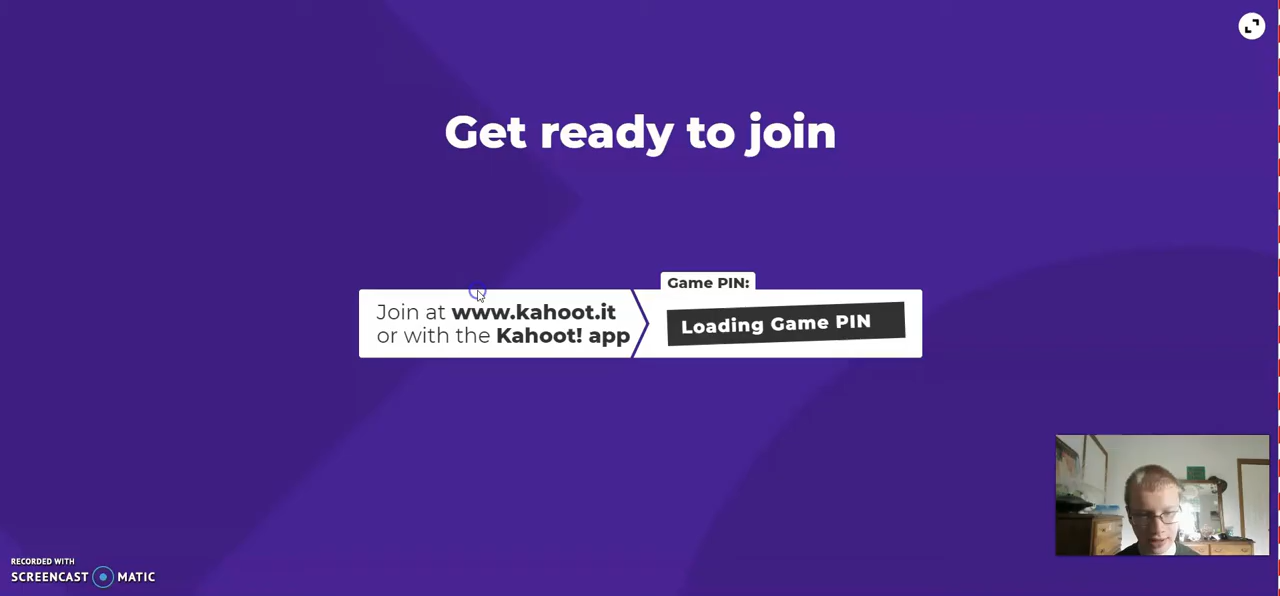 Get ready to join
Game PIN:
Join at www.kahoot.it
or with the Kahoot! app
Loading Game PIN
RECORDED WITH
SCREENCAST MATIC